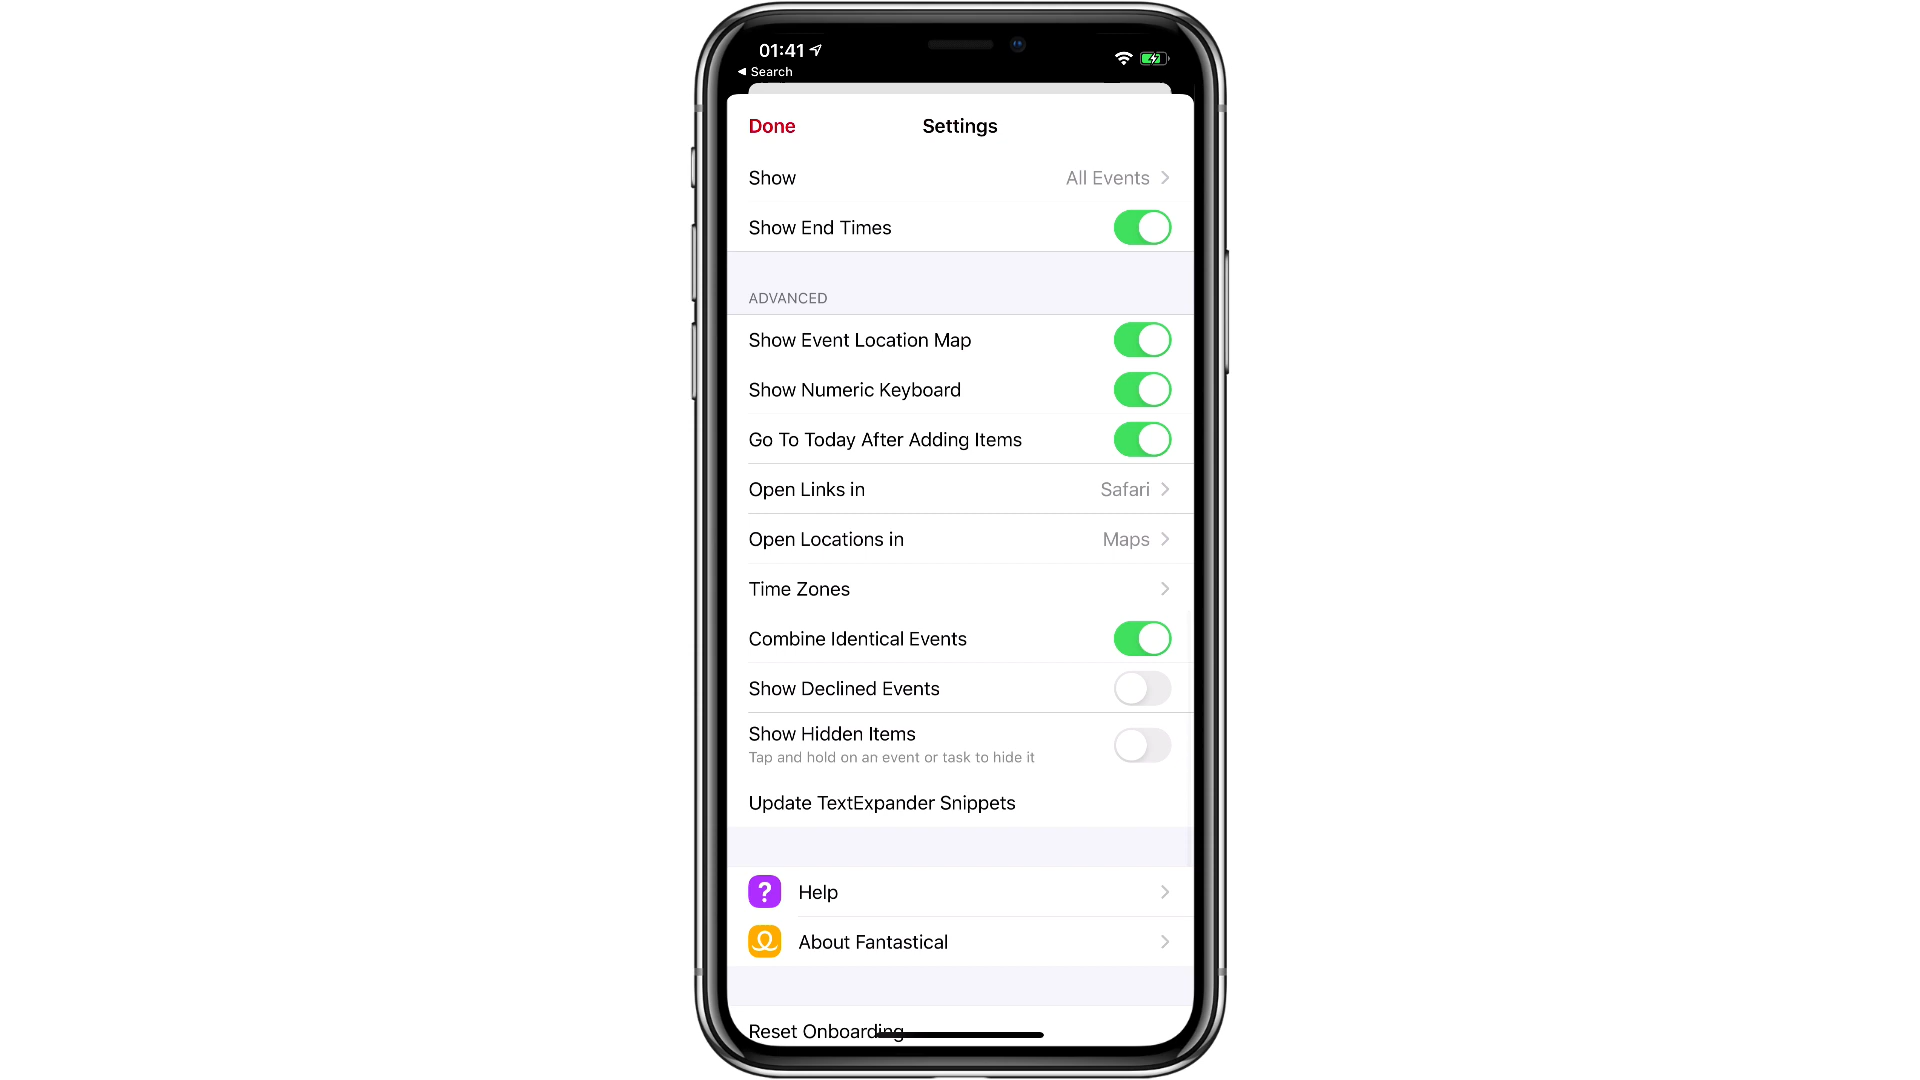 01:41
Search
Done
Settings
Show
All Events
Show End Times
ADVANCED
Show Event Location Map
Show Numeric Keyboard
Go To Today After Adding Items
Open Links in
Safari
Open Locations in
Maps
Time Zones
Combine Identical Events
Show Declined Events
Show Hidden Items
Tap and hold on an event or task to hide it
Update TextExpander Snippets
?
Help
About Fantastical
Reset Onboarding